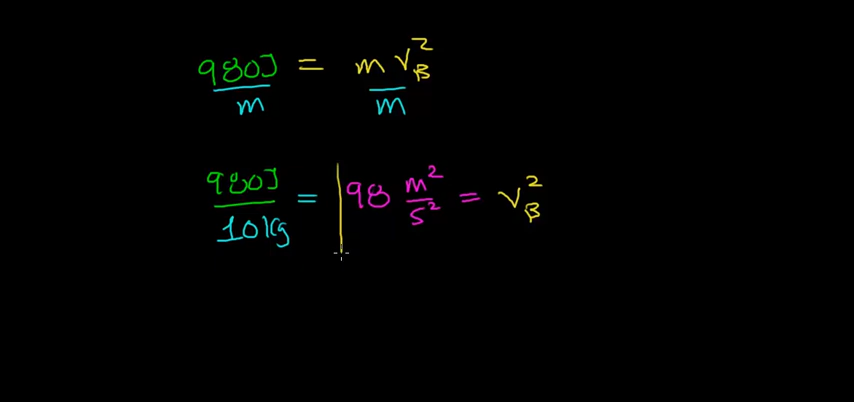 980J/m = m v_B^2/m
980J/10kg = 98 m^2/s^2 = v_B^2